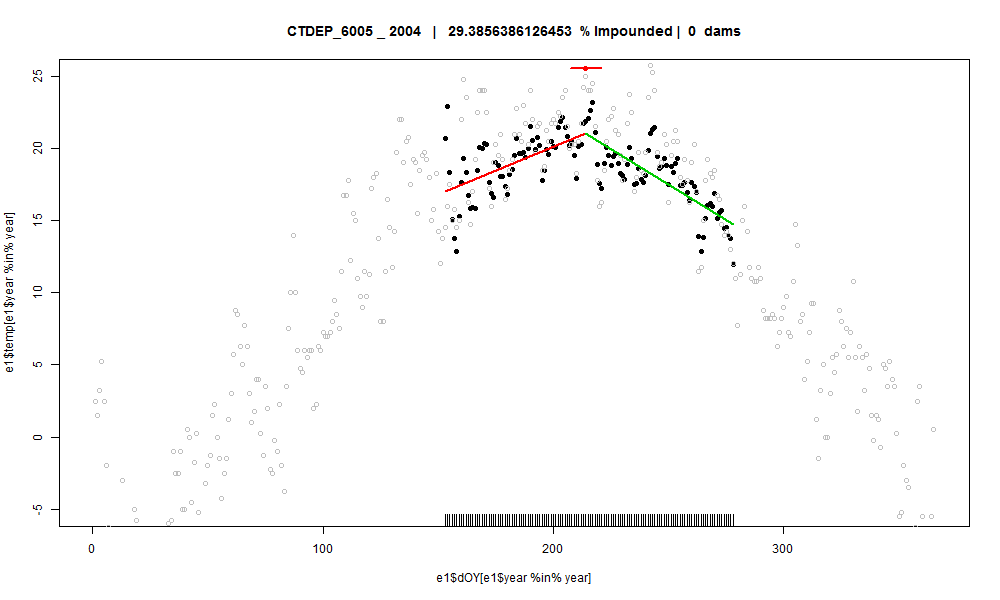 CTDEP_6005 _ 2004 | 29.3856386126453 % Impounded | 0 dams
e1$temp[e1$year %in% year]
25
20
15
10
5
0
-5
0 100 200 300
e1$dOY[e1$year %in% year]